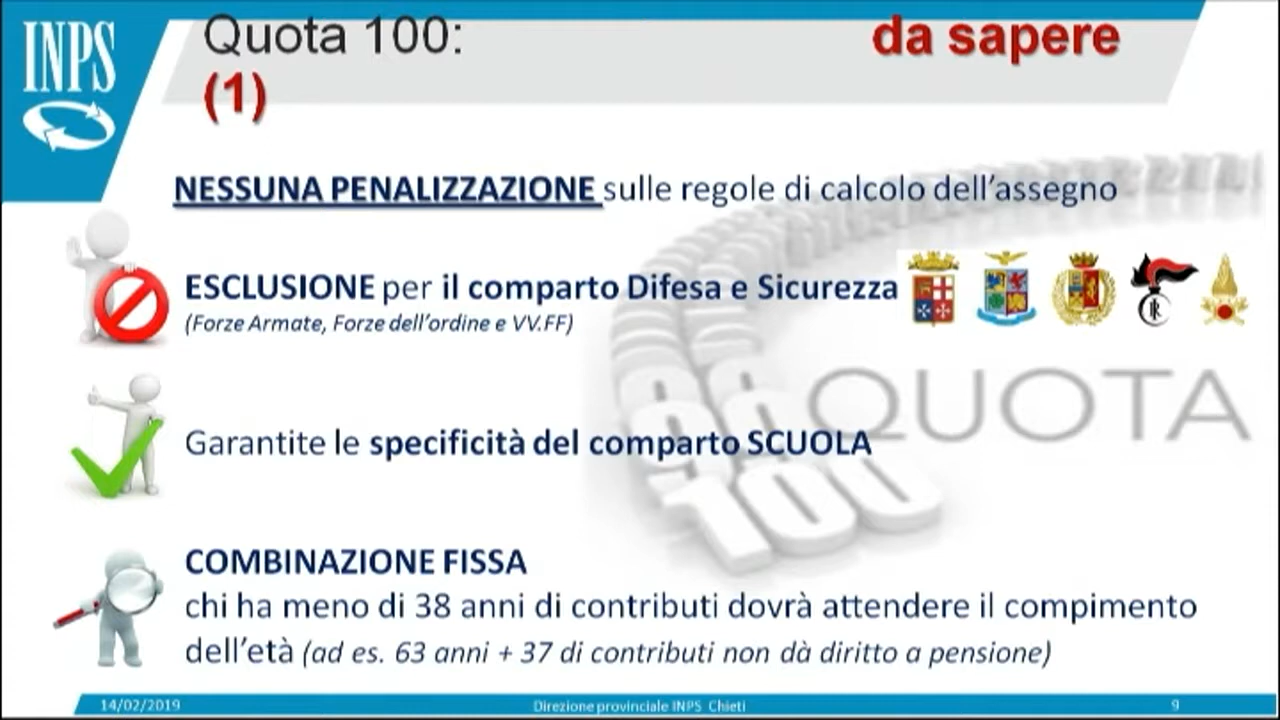 INPS
Quota 100: da sapere
(1)
NESSUNA PENALIZZAZIONE sulle regole di calcolo dell'assegno
ESCLUSIONE per il comparto Difesa e Sicurezza
(Forze Armate, Forze dell'ordine e VV.FF)
QUOTA
Garantite le specificità del comparto SCUOLA
100
COMBINAZIONE FISSA
chi ha meno di 38 anni di contributi dovrà attendere il compimento
dell'età (ad es. 63 anni + 37 di contributi non dà diritto a pensione)
14/02/2019 Direzione provinciale INPS Chieti 9